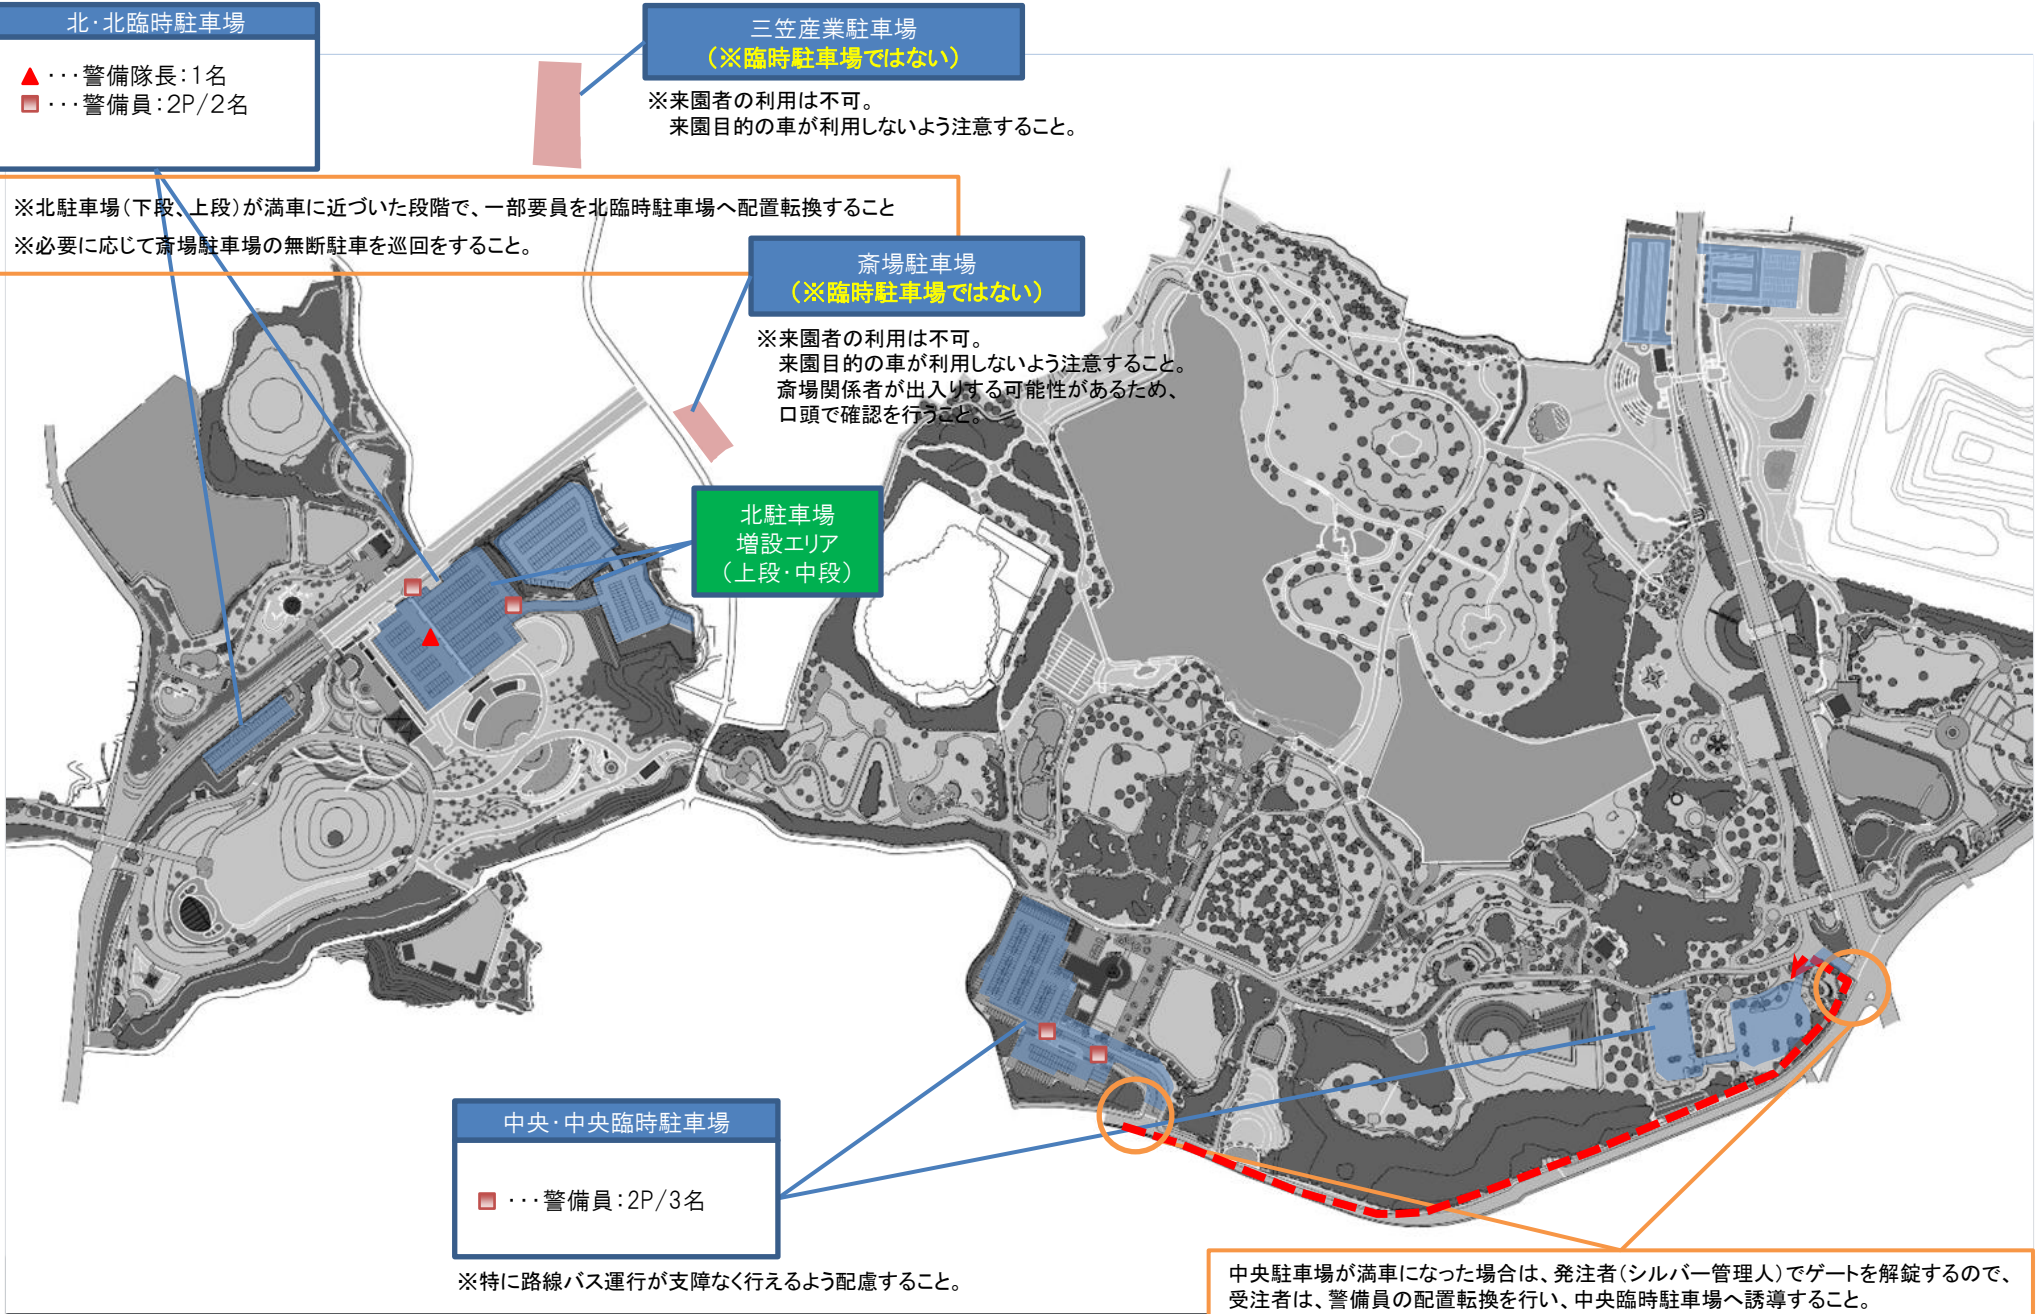 北・北臨時駐車場
▲ ・・・警備隊長：1名
■ ・・・警備員：2P/2名
三笠産業駐車場
（※臨時駐車場ではない）
※来園者の利用は不可。
来園目的の車が利用しないよう注意すること。
※北駐車場（下段、上段）が満車に近づいた段階で、一部要員を北臨時駐車場へ配置転換すること
※必要に応じて斎場駐車場の無断駐車を巡回をすること。
斎場駐車場
（※臨時駐車場ではない）
※来園者の利用は不可。
来園目的の車が利用しないよう注意すること。
斎場関係者が出入りする可能性があるため、
口頭で確認を行うこと。
北駐車場
増設エリア
（上段・中段）
中央・中央臨時駐車場
■ ・・・警備員：2P/3名
※特に路線バス運行が支障なく行えるよう配慮すること。
中央駐車場が満車になった場合は、発注者（シルバー管理人）でゲートを解錠するので、
受注者は、警備員の配置転換を行い、中央臨時駐車場へ誘導すること。